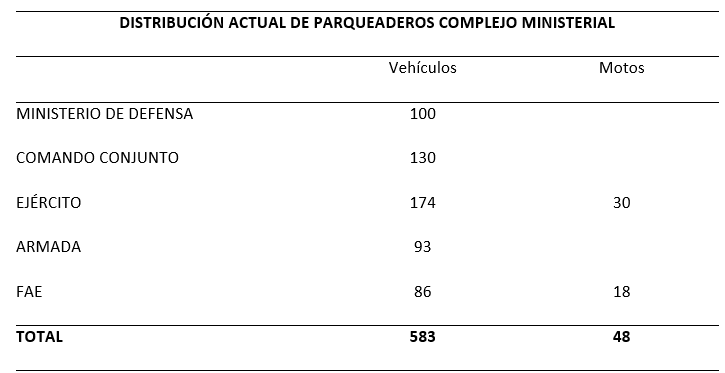 DISTRIBUCIÓN ACTUAL DE PARQUEADEROS COMPLEJO MINISTERIAL
Vehículos Motos
MINISTERIO DE DEFENSA 100
COMANDO CONJUNTO 130
EJÉRCITO 174 30
ARMADA 93
FAE 86 18
TOTAL 583 48